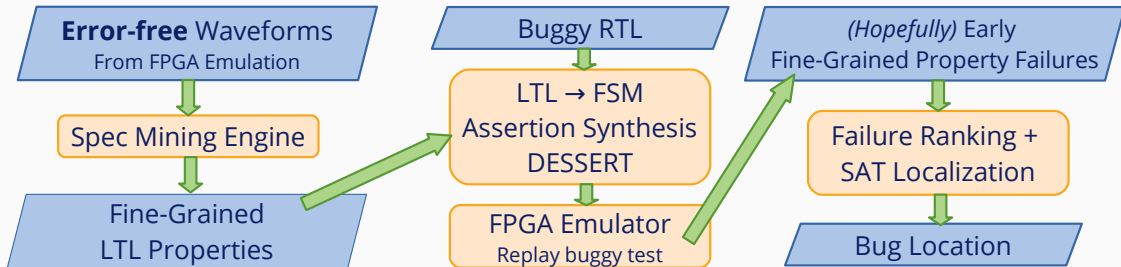 Error-free Waveforms
From FPGA Emulation
Spec Mining Engine
Fine-Grained
LTL Properties
Buggy RTL
LTL → FSM
Assertion Synthesis
DESSERT
FPGA Emulator
Replay buggy test
(Hopefully) Early
Fine-Grained Property Failures
Failure Ranking +
SAT Localization
Bug Location